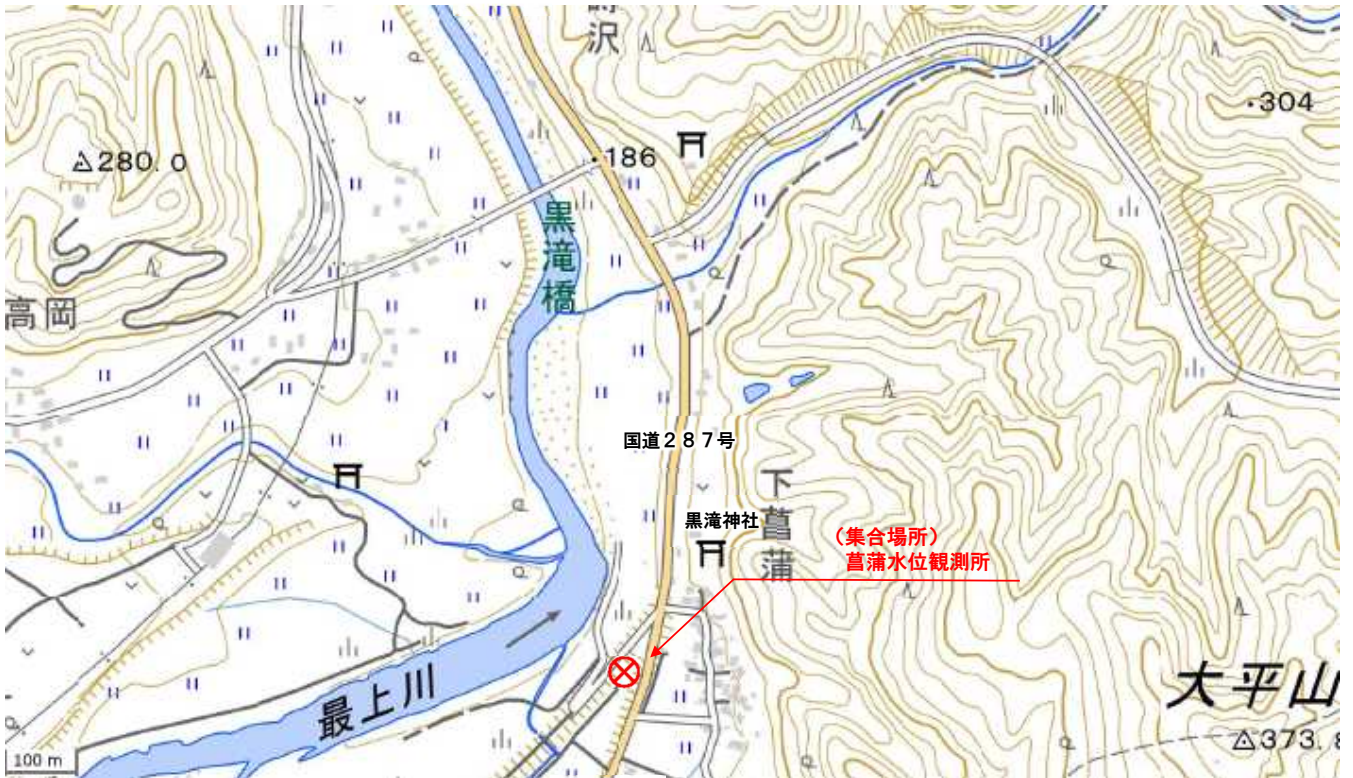 沢
304
280.0
186
黒滝橋
高岡
国道287号
黒滝神社
下菖蒲
（集合場所）
菖蒲水位観測所
最上川
大平山
373.8
100 m